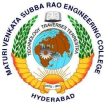 MATURI VENKATA SUBBA RAO ENGINEERING COLLEGE
HYDERABAD